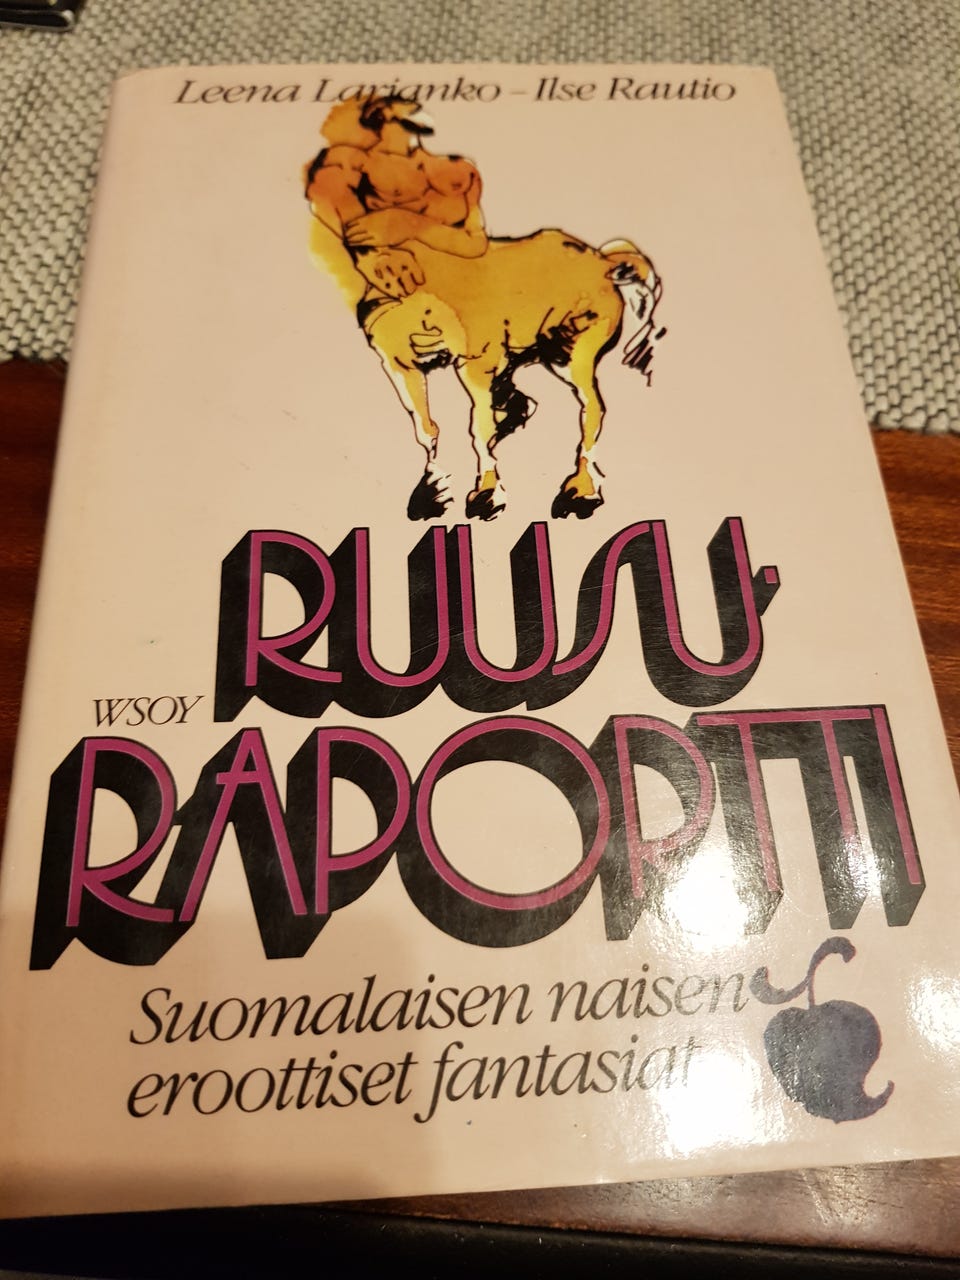 Leena Larjanko – Ilse Rautio
RUUSU-
WSOY
RAPORTTI
Suomalaisen naisen
eroottiset fantasiat